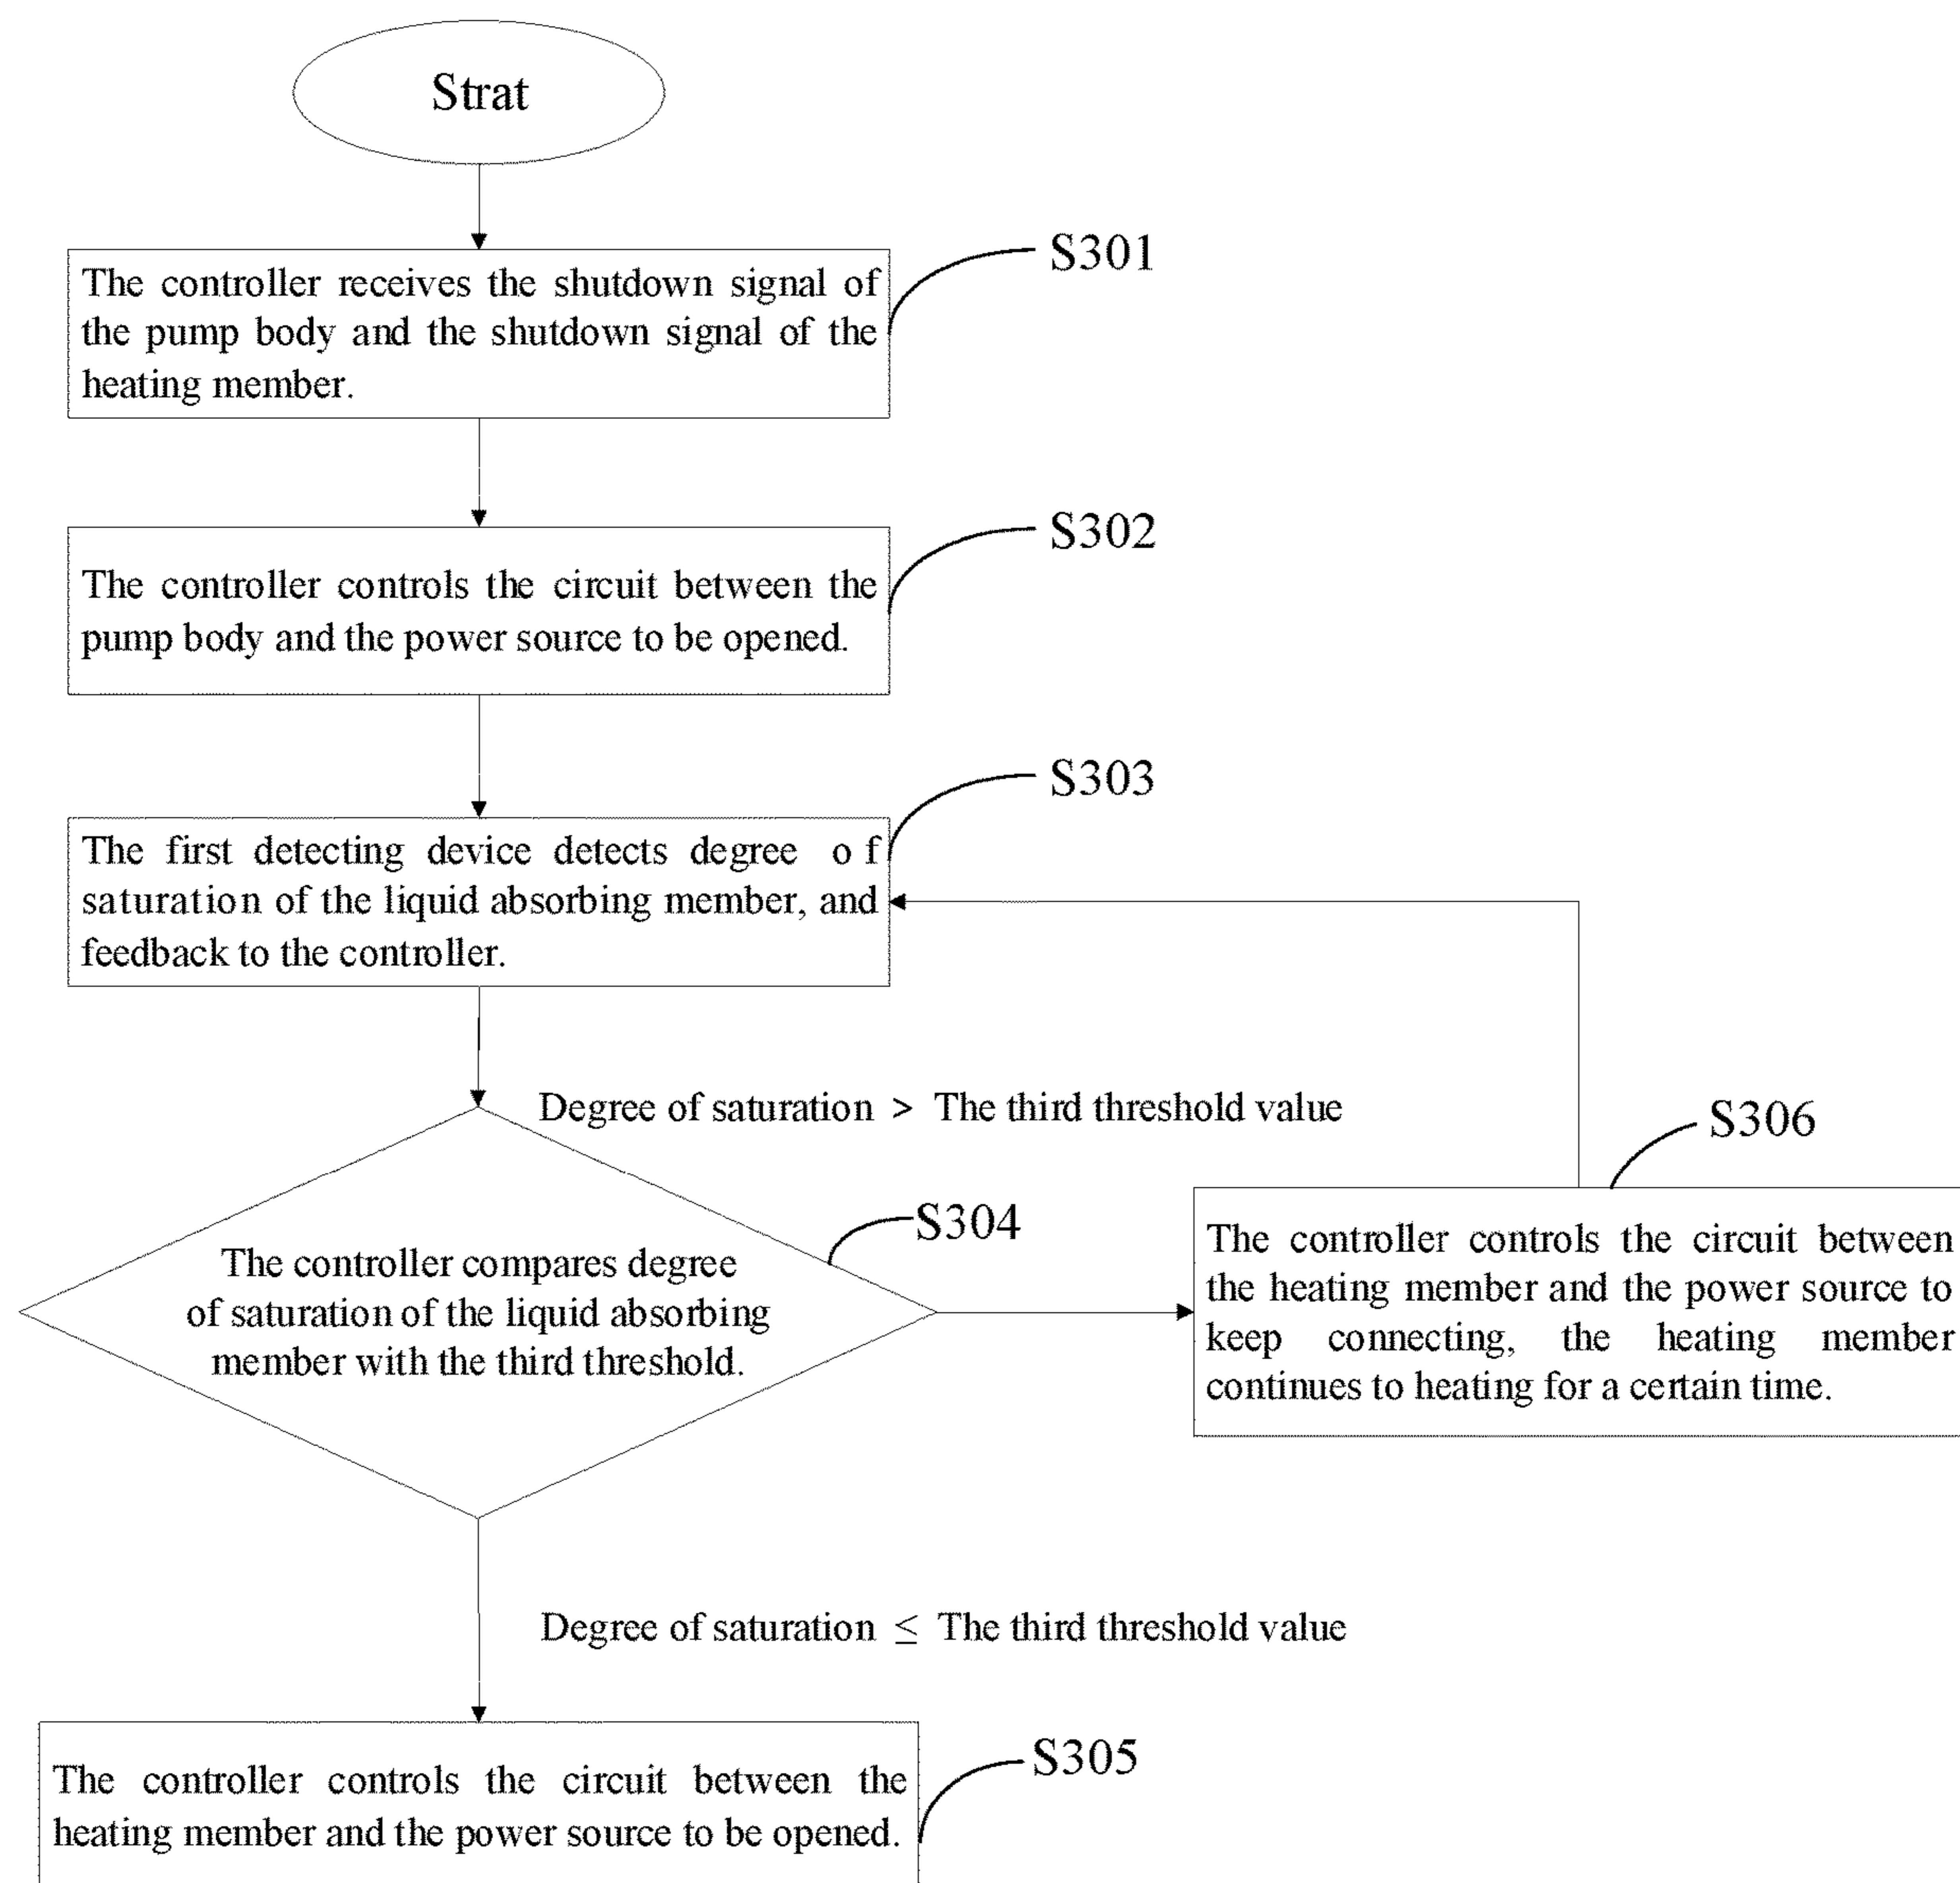 Strat
S301
The controller receives the shutdown signal of
the pump body and the shutdown signal of the
heating member.
S302
The controller controls the circuit between the
pump body and the power source to be opened.
S303
The first detecting device detects degree o f
saturation of the liquid absorbing member, and
feedback to the controller.
Degree of saturation > The third threshold value
S304
The controller compares degree
of saturation of the liquid absorbing
member with the third threshold.
S306
The controller controls the circuit between
the heating member and the power source to
keep connecting, the heating member
continues to heating for a certain time.
Degree of saturation ≤ The third threshold value
S305
The controller controls the circuit between the
heating member and the power source to be opened.